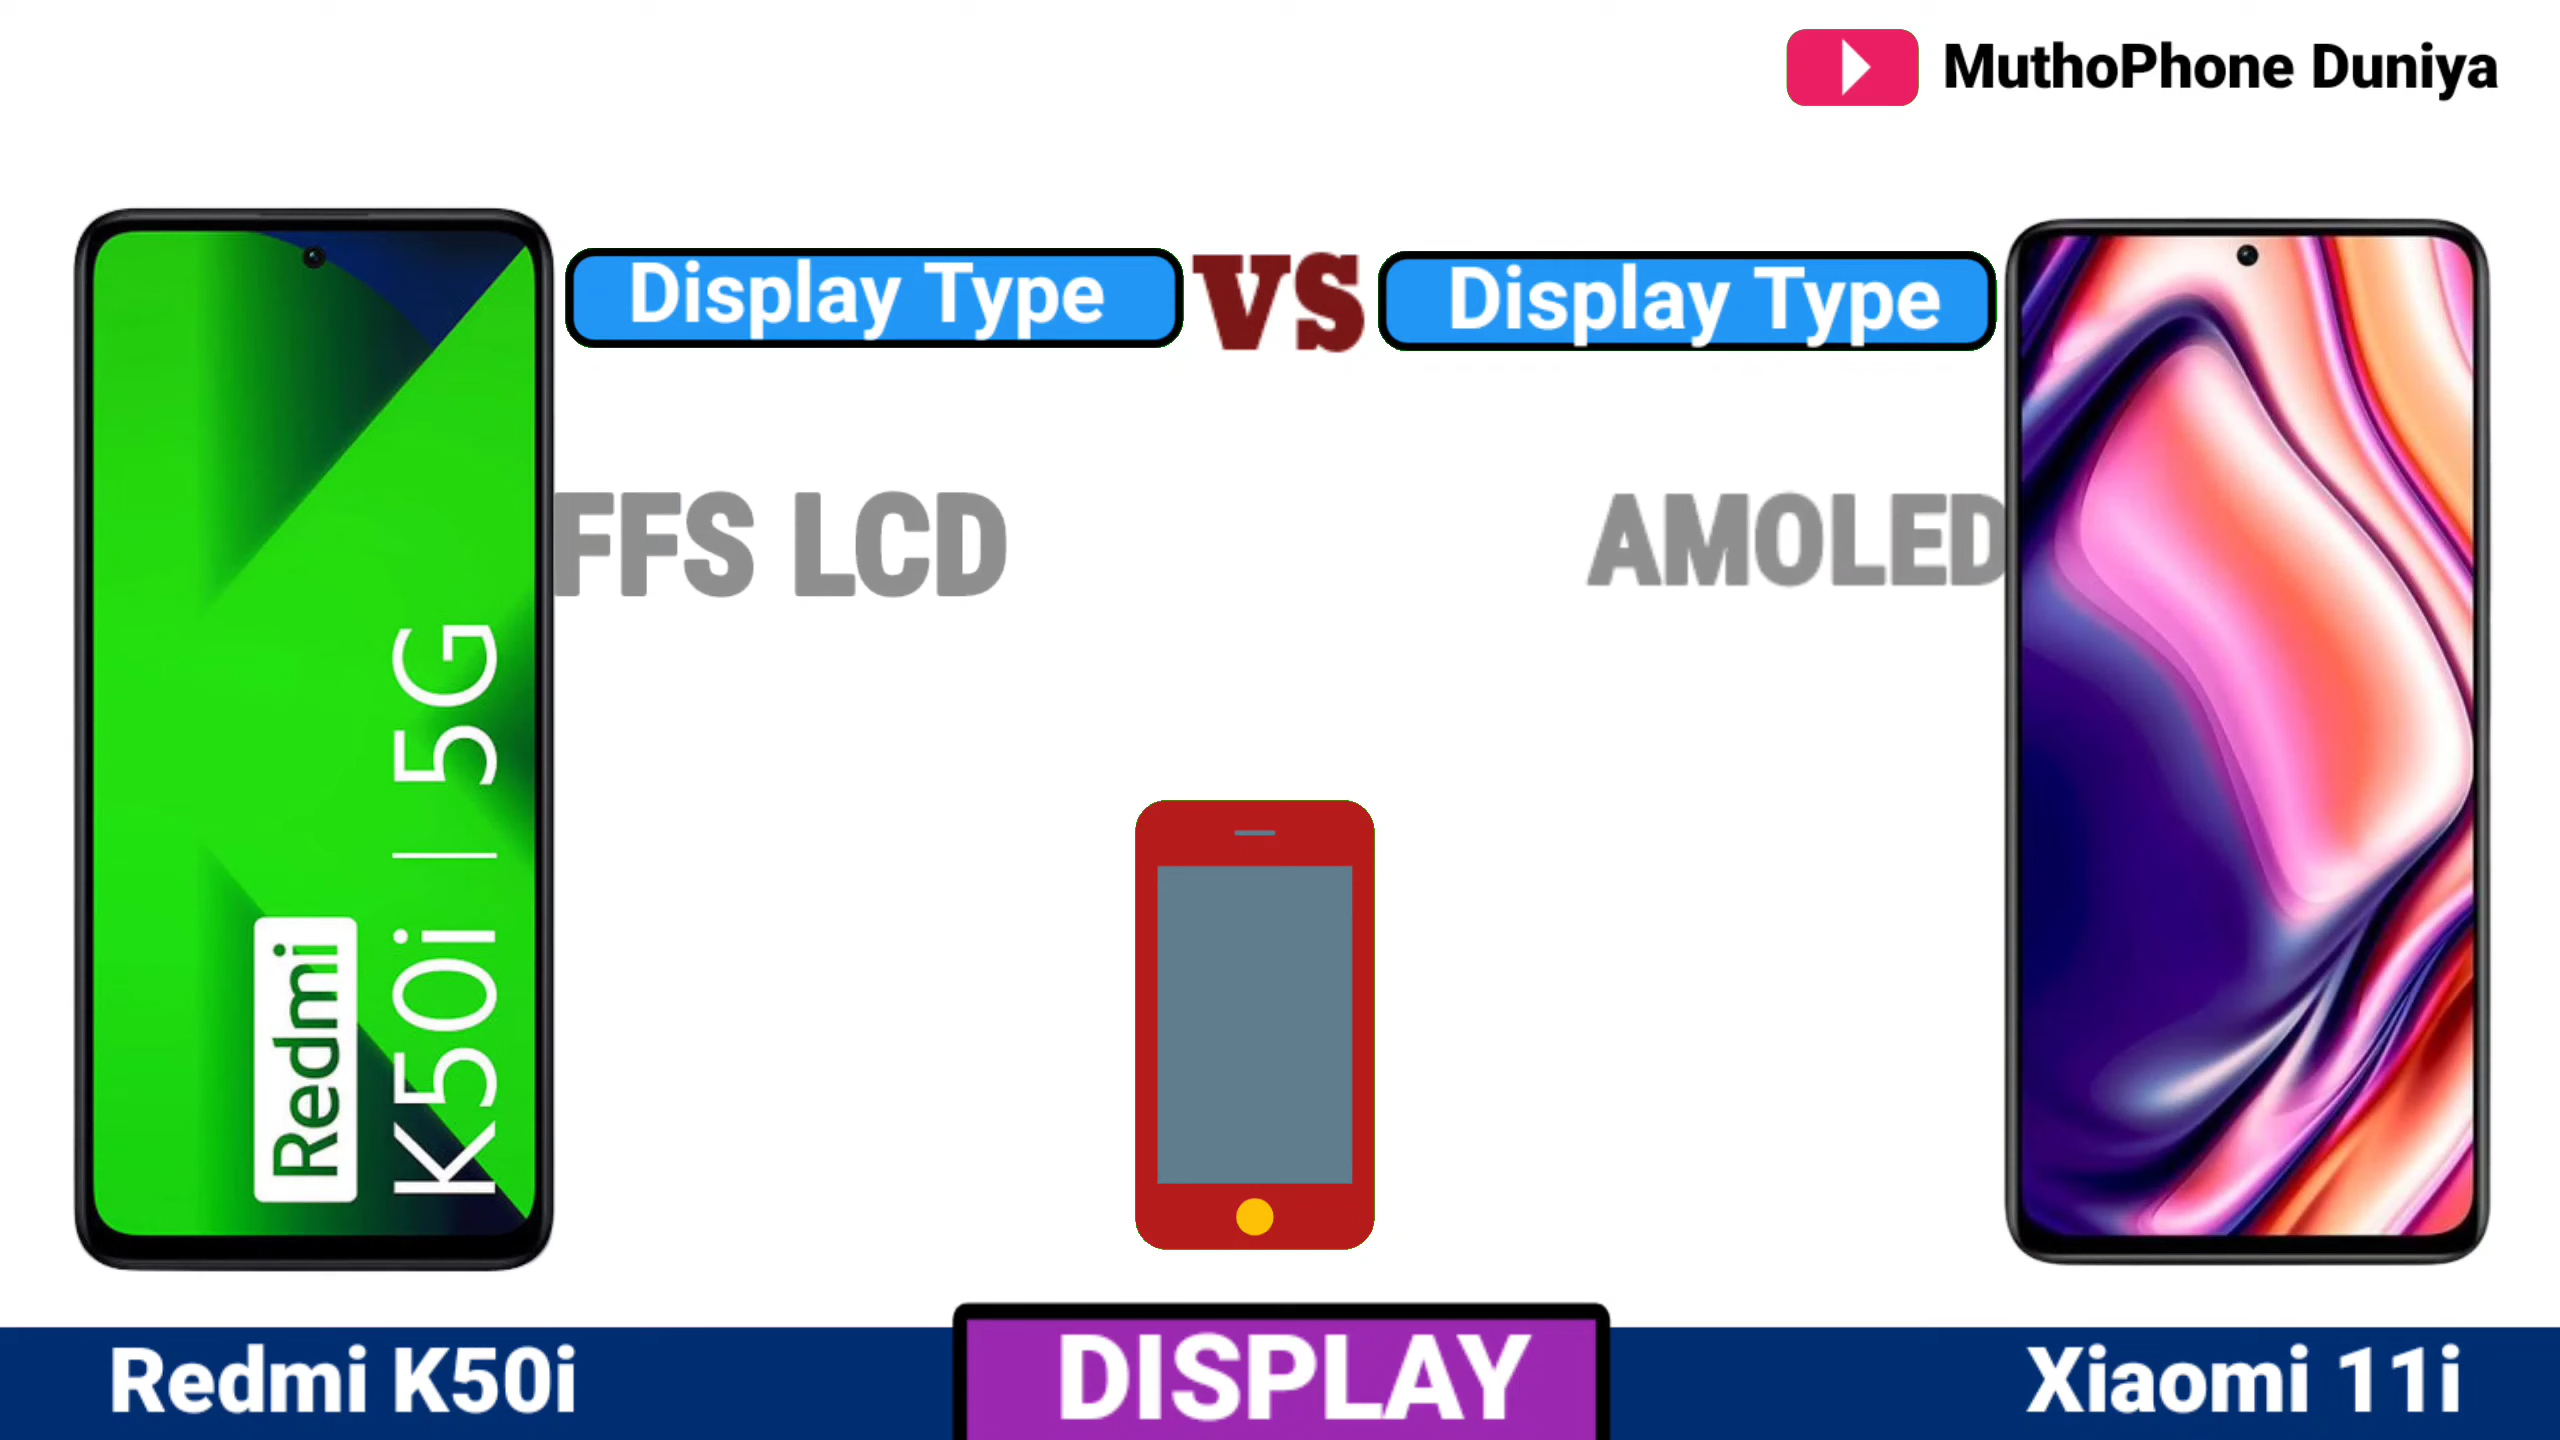 MuthoPhone Duniya
Display Type VS Display Type
FFS LCD
AMOLED
Redmi
K50i | 5G
Redmi K50i
DISPLAY
Xiaomi 11i